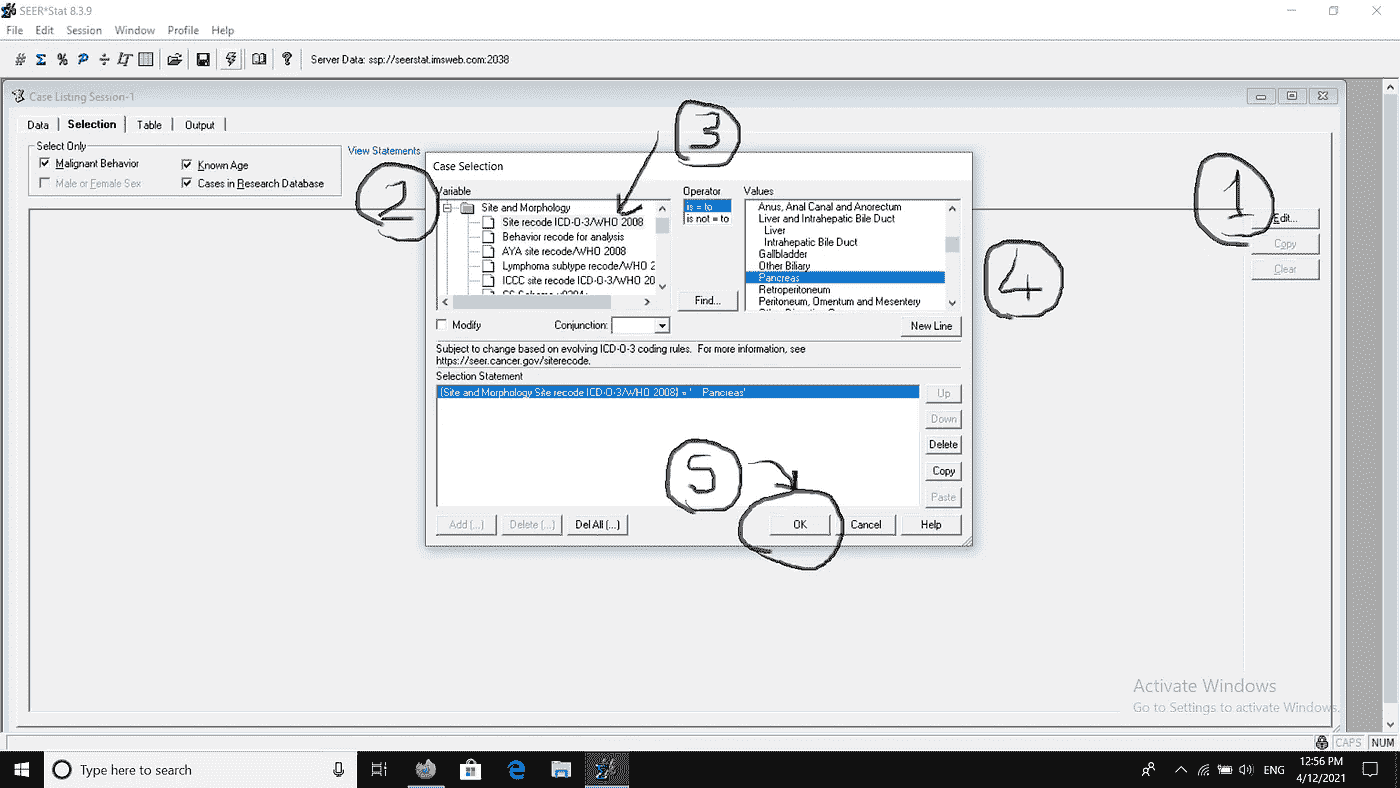 SEER*Stat 8.3.9
File Edit Session Window Profile Help
Server Data: ssp://seerstat.imsweb.com:2038
Case Listing Session-1
Data Selection Table Output
Select Only
Malignant Behavior
Known Age
Male or Female Sex
Cases in Research Database
View Statements
1
2
3
4
5
Edit...
Copy
Clear
Case Selection
Variable
Site and Morphology
Site recode ICD-O-3/WHO 2008
Behavior recode for analysis
AYA site recode/WHO 2008
Lymphoma subtype recode/WHO 2
ICCC site recode ICD-O-3/WHO 20
Operator
is = to
is not = to
Find...
Values
Anus, Anal Canal and Anorectum
Liver and Intrahepatic Bile Duct
Liver
Intrahepatic Bile Duct
Gallbladder
Other Biliary
Pancreas
Retroperitoneum
Peritoneum, Omentum and Mesentery
Modify
Conjunction:
New Line
Subject to change based on evolving ICD-O-3 coding rules. For more information, see
https://seer.cancer.gov/siterecode.
Selection Statement
{Site and Morphology.Site recode ICD-O-3/WHO 2008} = '    Pancreas'
Up
Down
Delete
Copy
Paste
Add (...) Delete (...) Del All (...) OK Cancel Help
Activate Windows
Go to Settings to activate Windows.
CAPS NUM
Type here to search
ENG
12:56 PM
4/12/2021